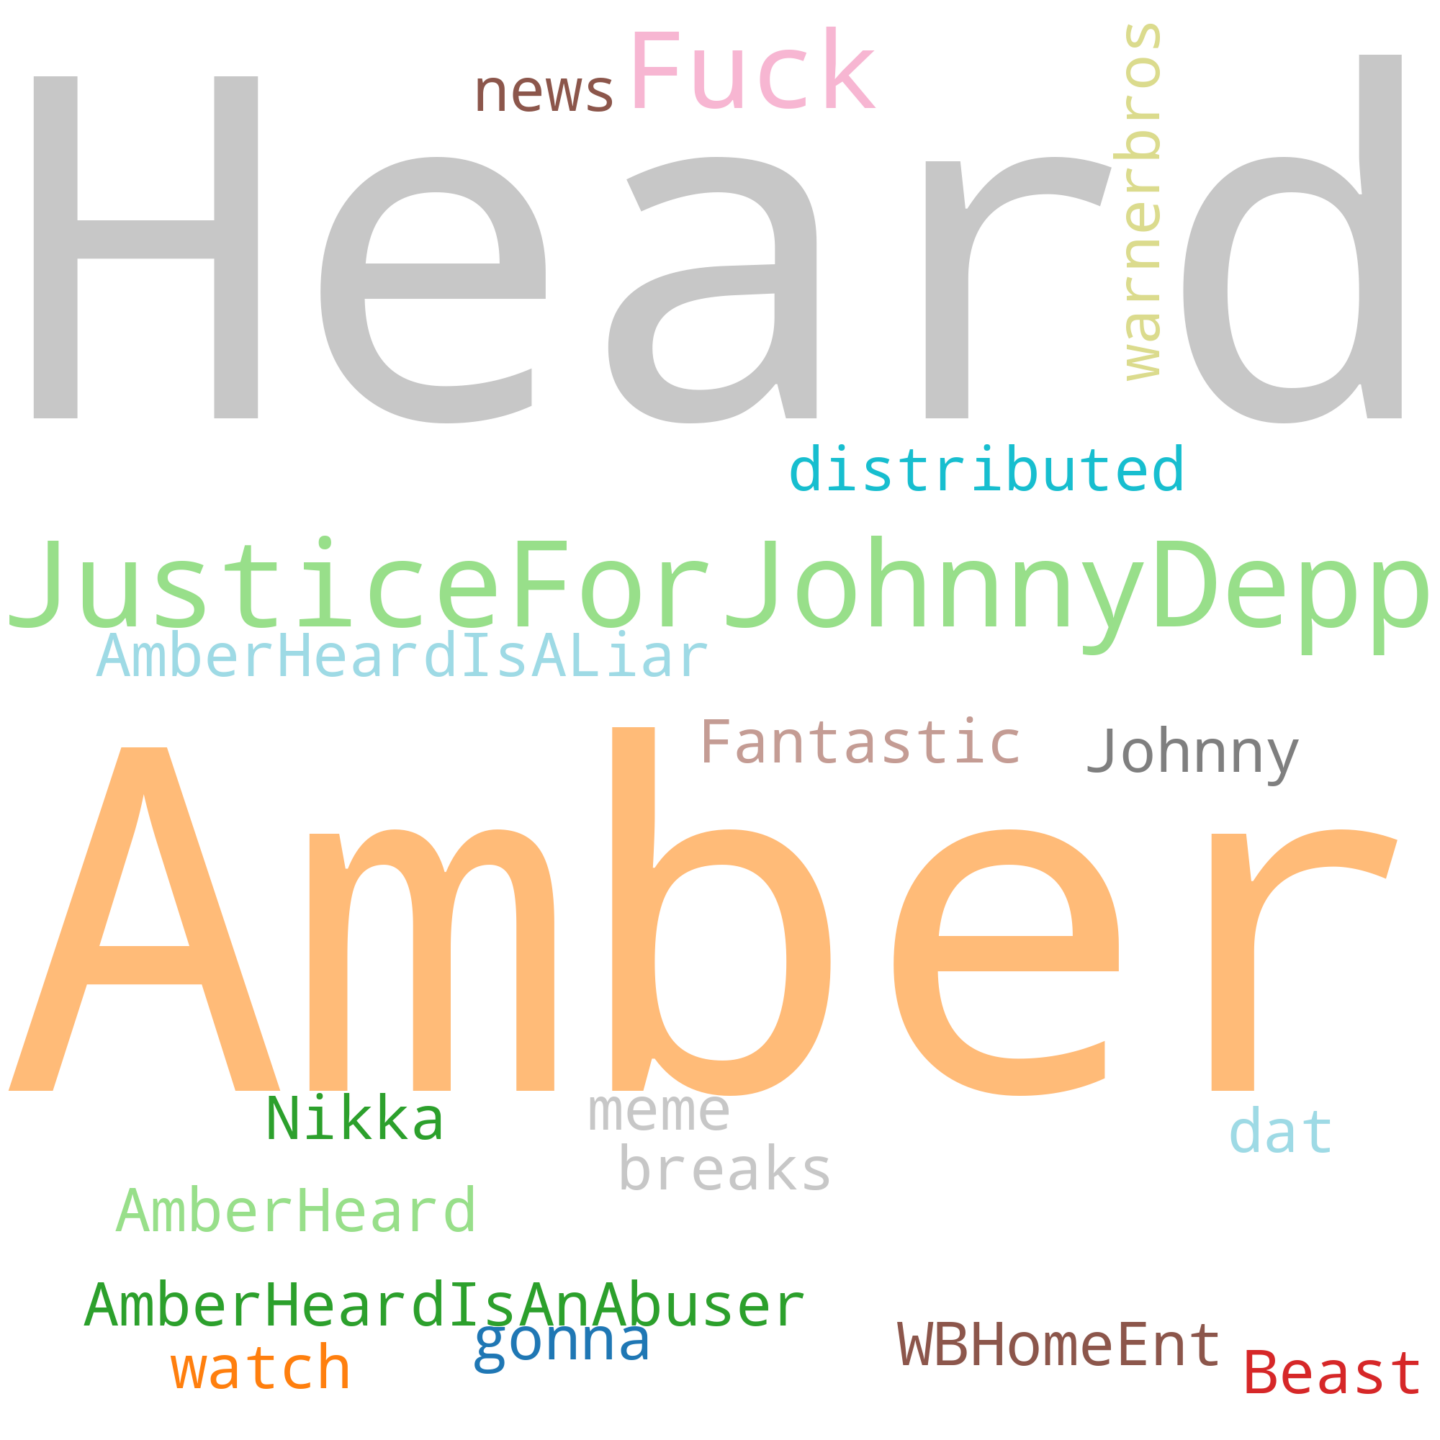 Fuck
news
warnerbros
Heard
distributed
JusticeForJohnnyDepp
AmberHeardIsALiar
Fantastic
Johnny
Amber
Nikka
meme
dat
breaks
AmberHeard
AmberHeardIsAnAbuser
gonna
WBHomeEnt
watch
Beast